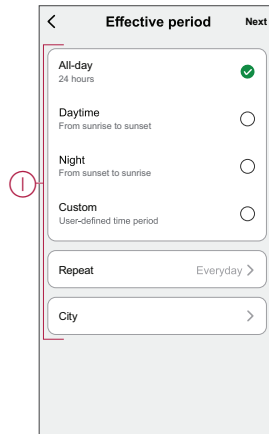 Effective period Next
All-day
24 hours
Daytime
From sunrise to sunset
Night
From sunset to sunrise
Custom
User-defined time period
Repeat Everyday
City
I